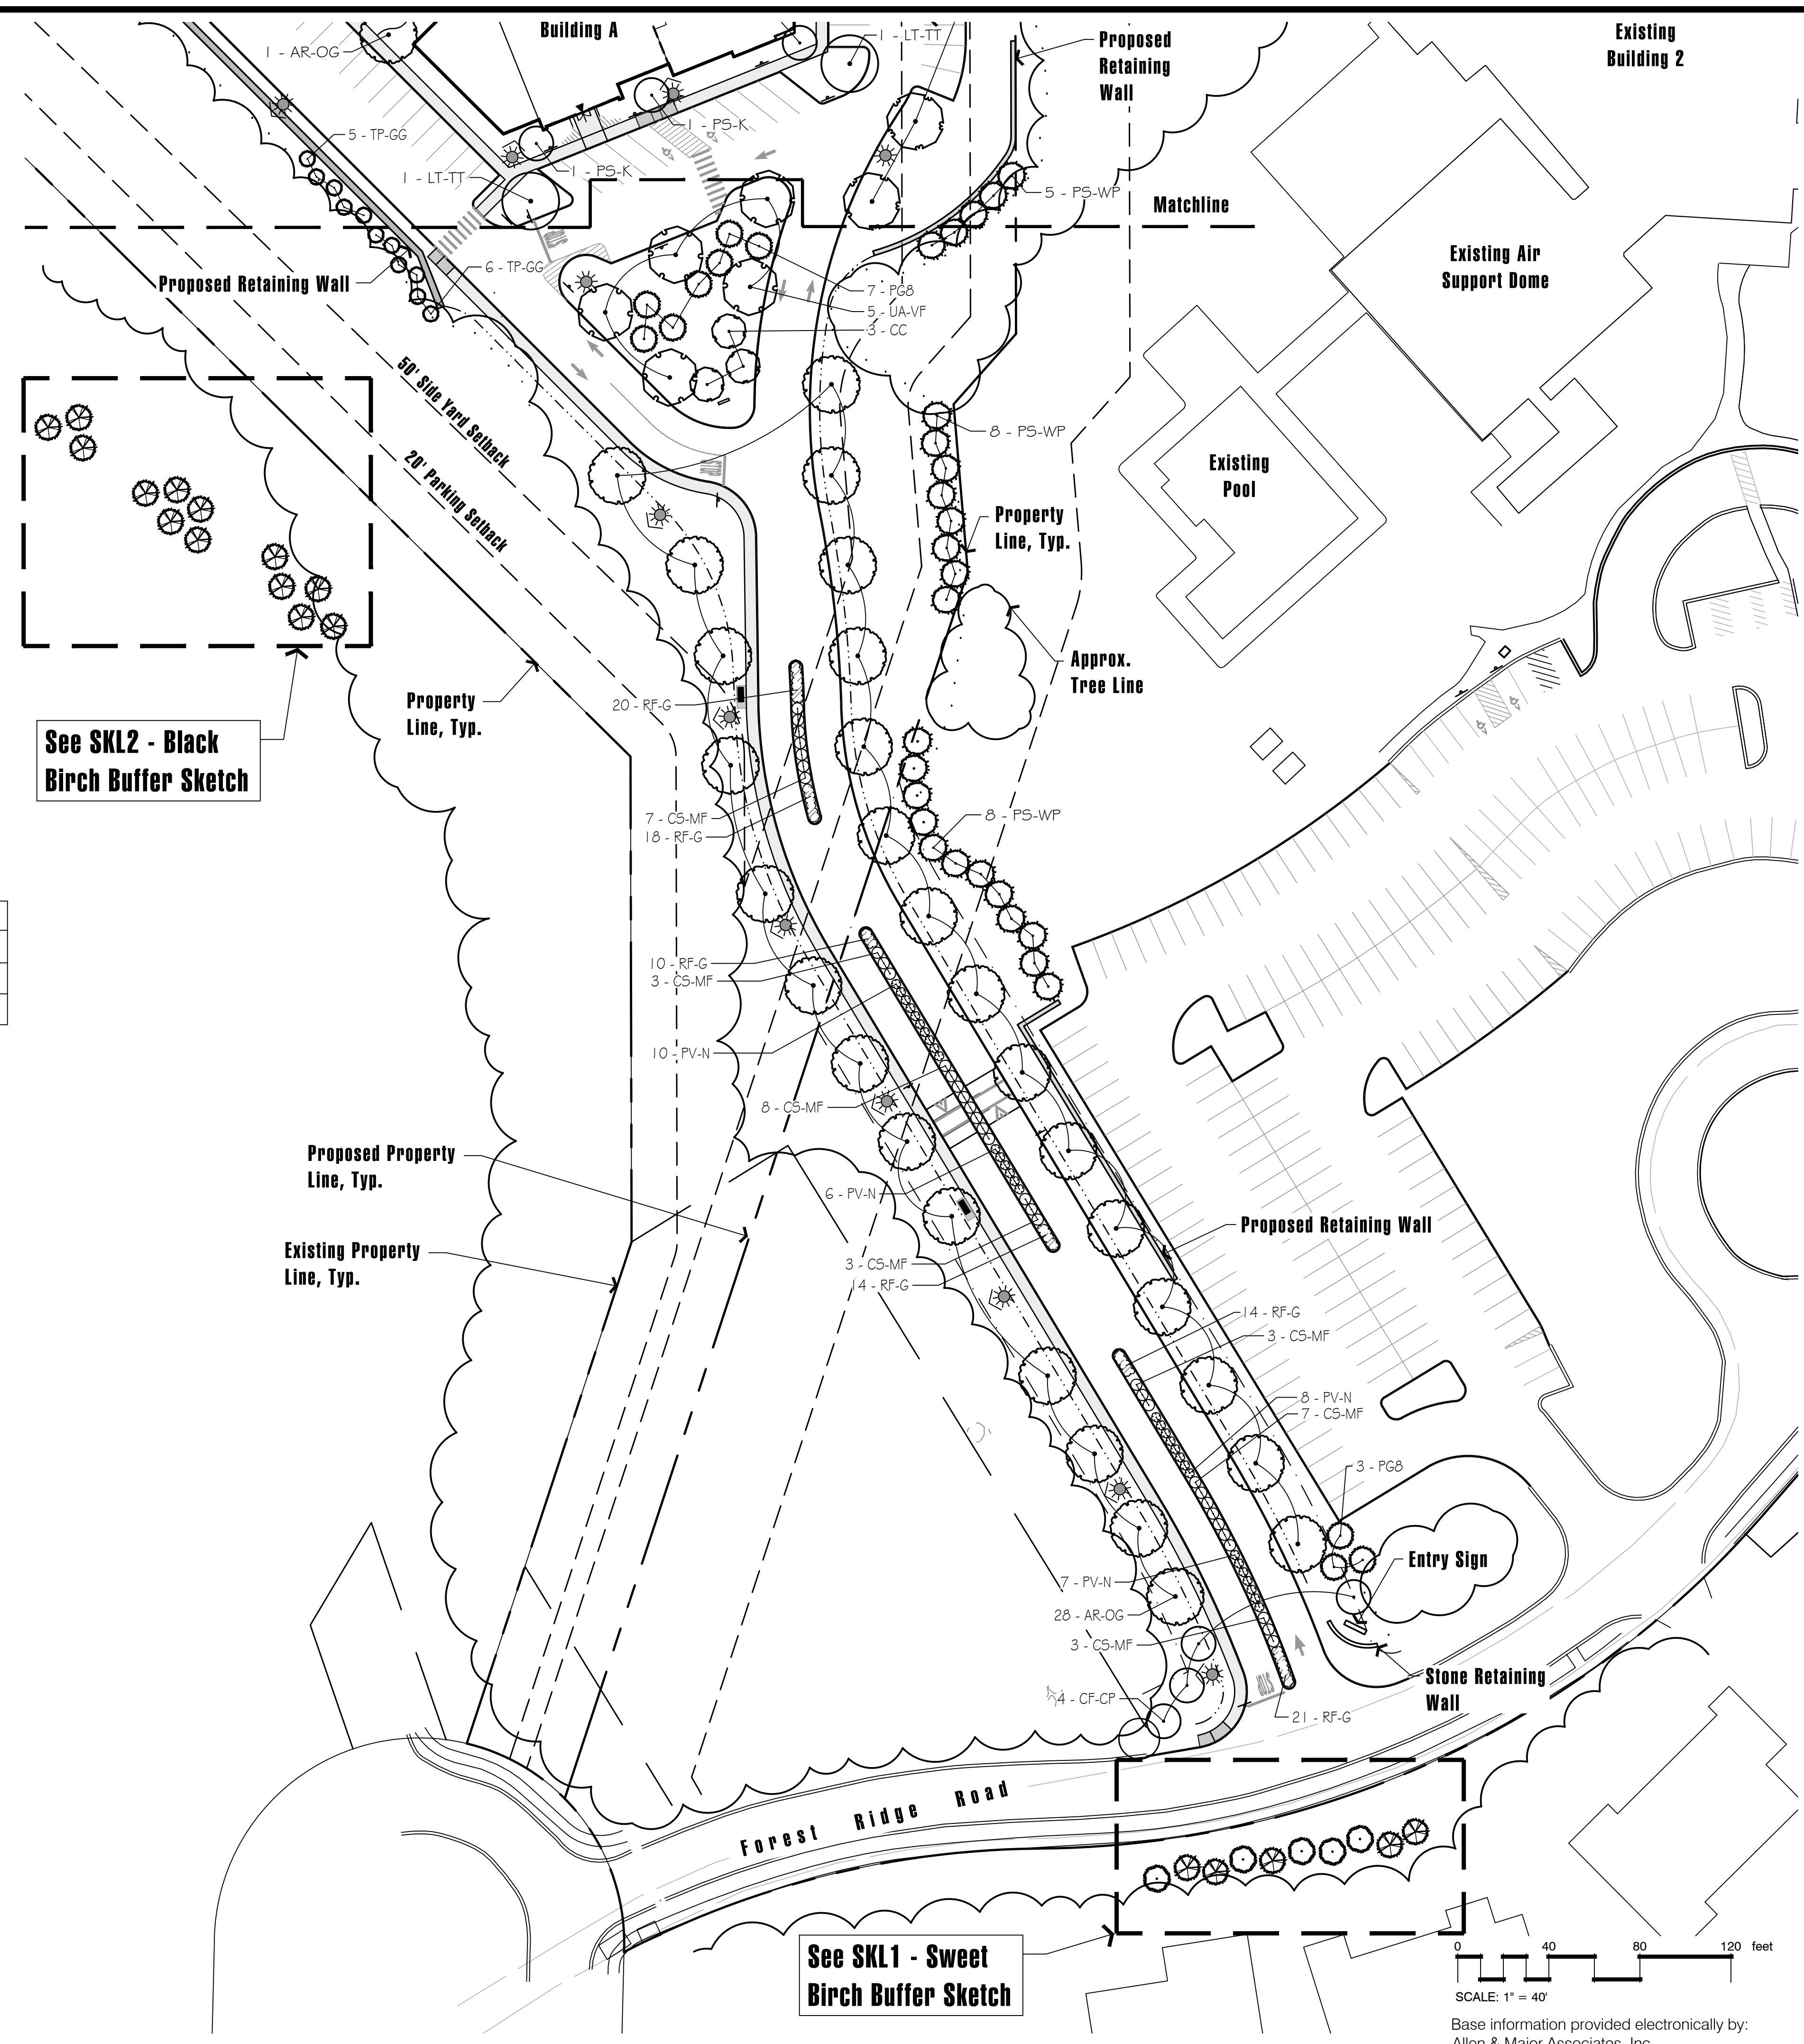 Building A
1 - AR-OG
1 - LT-TT
Proposed
Retaining
Wall
Existing
Building 2
5 - TP-GG
1 - PS-K
1 - PS-K
1 - LT-TT
5 - PS-WP
Matchline
STOP
6 - TP-GG
Proposed Retaining Wall
Existing Air
Support Dome
7 - PG8
5 - UA-VF
3 - CC
50' Side Yard Setback
20' Parking Setback
8 - PS-WP
STOP
Existing
Pool
Property
Line, Typ.
Approx.
Tree Line
Property
Line, Typ.
20 - RF-G
See SKL2 - Black
Birch Buffer Sketch
7 - CS-MF
18 - RF-G
8 - PS-WP
10 - RF-G
3 - CS-MF
10 - PV-N
8 - CS-MF
Proposed Property
Line, Typ.
6 - PV-N
Proposed Retaining Wall
Existing Property
Line, Typ.
3 - CS-MF
14 - RF-G
14 - RF-G
3 - CS-MF
8 - PV-N
7 - CS-MF
3 - PG8
Entry Sign
7 - PV-N
28 - AR-OG
3 - CS-MF
Stone Retaining
Wall
STOP
4 - CF-CP
21 - RF-G
Forest Ridge Road
See SKL1 - Sweet
Birch Buffer Sketch
0 40 80 120 feet
SCALE: 1" = 40'
Base information provided electronically by:
Allen & Major Associates, Inc.